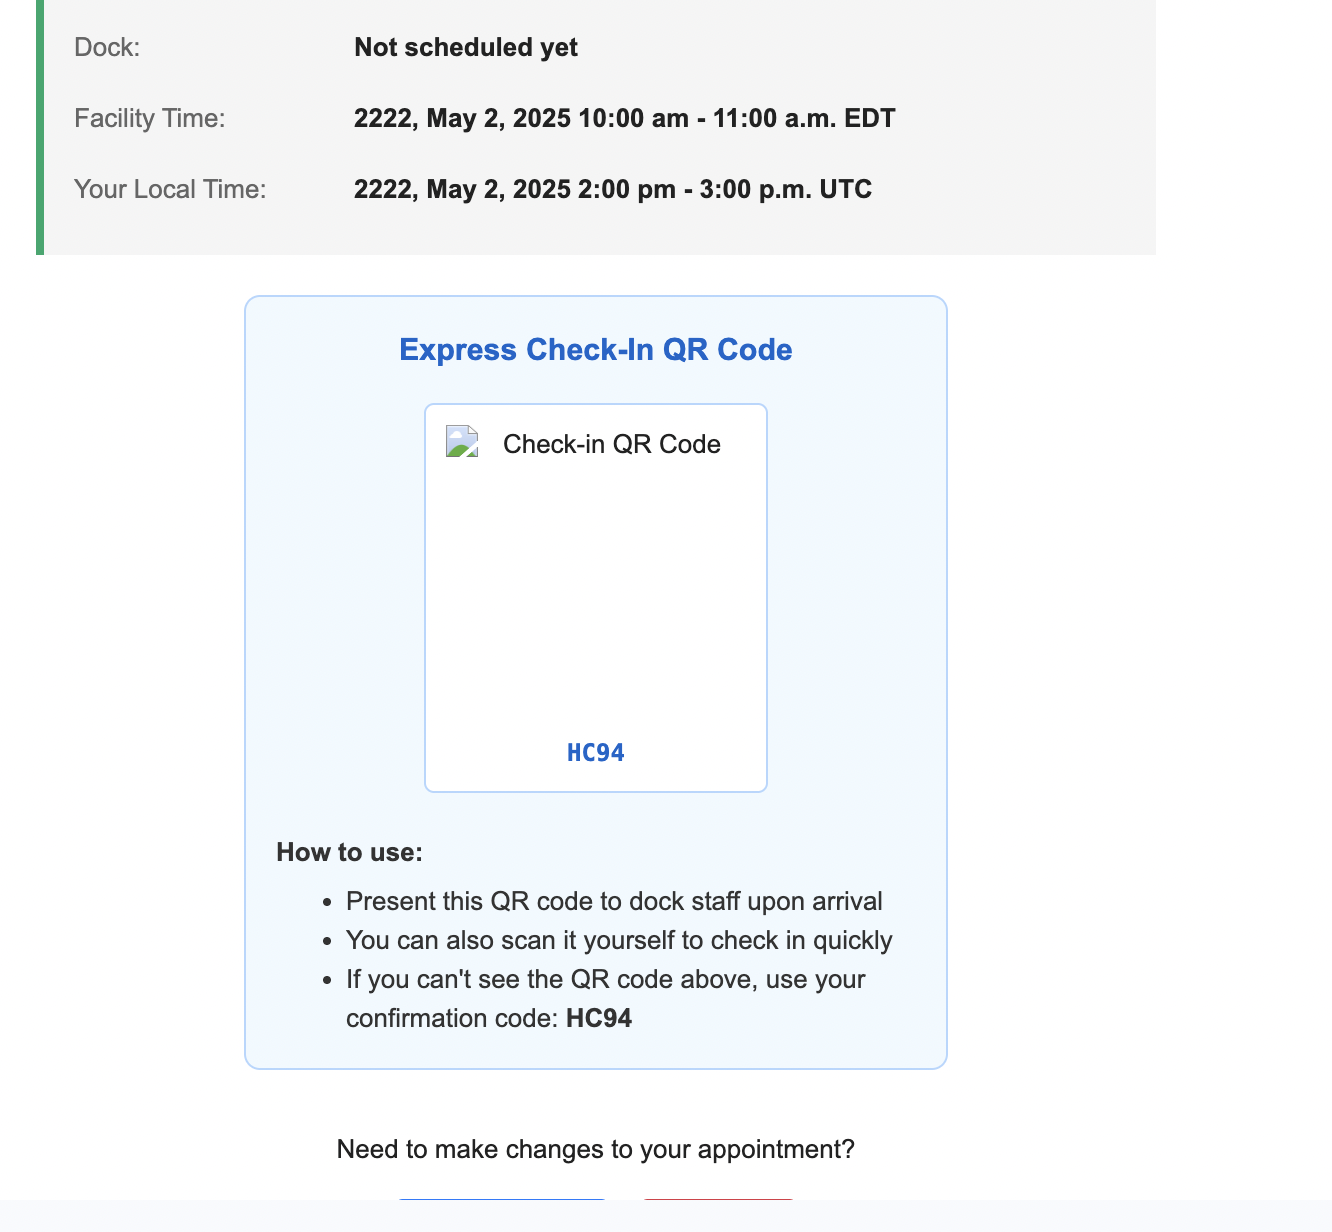 Dock: Not scheduled yet
Facility Time: 2222, May 2, 2025 10:00 am - 11:00 a.m. EDT
Your Local Time: 2222, May 2, 2025 2:00 pm - 3:00 p.m. UTC
Express Check-In QR Code
Check-in QR Code
HC94
How to use:
• Present this QR code to dock staff upon arrival
• You can also scan it yourself to check in quickly
• If you can't see the QR code above, use your
confirmation code: HC94
Need to make changes to your appointment?